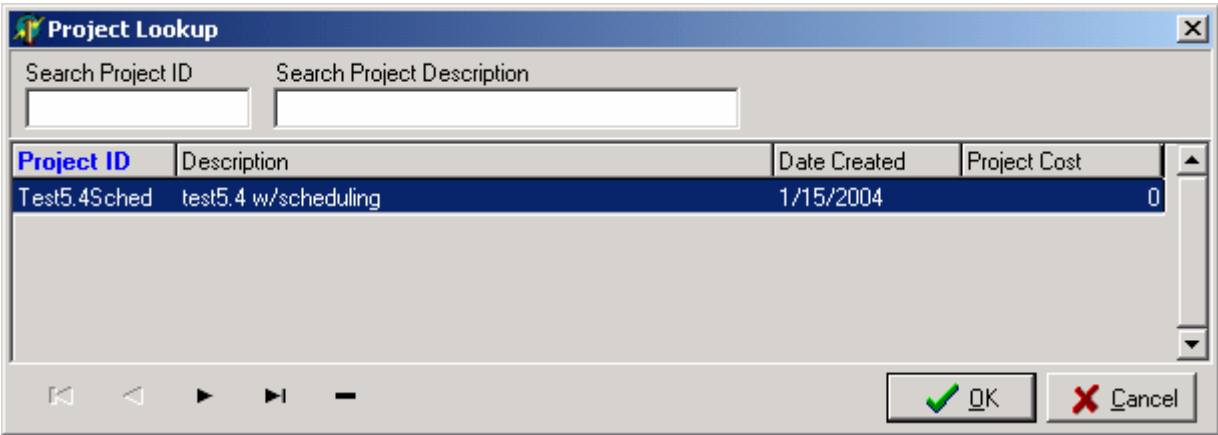 Project Lookup
Search Project ID Search Project Description
Project ID Description Date Created Project Cost
Test5.4Sched test5.4 w/scheduling 1/15/2004 0
OK Cancel